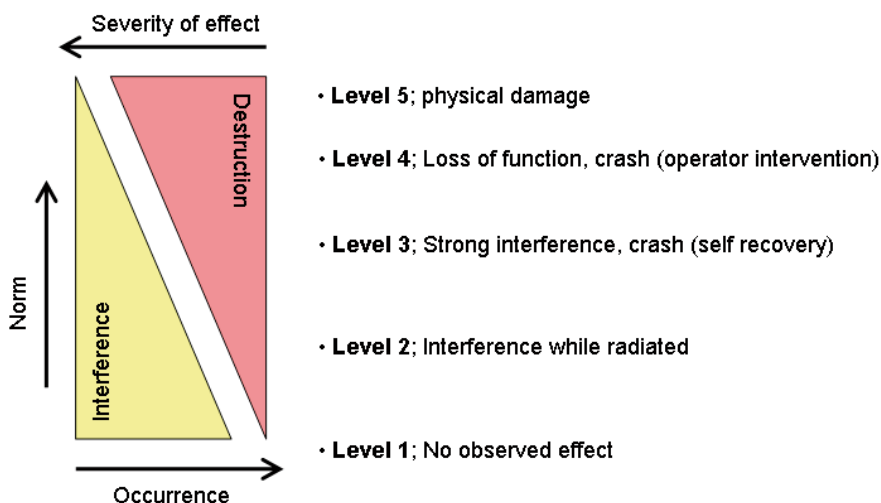 Severity of effect
Destruction
Interference
Norm
Occurrence
• Level 5; physical damage
• Level 4; Loss of function, crash (operator intervention)
• Level 3; Strong interference, crash (self recovery)
• Level 2; Interference while radiated
• Level 1; No observed effect